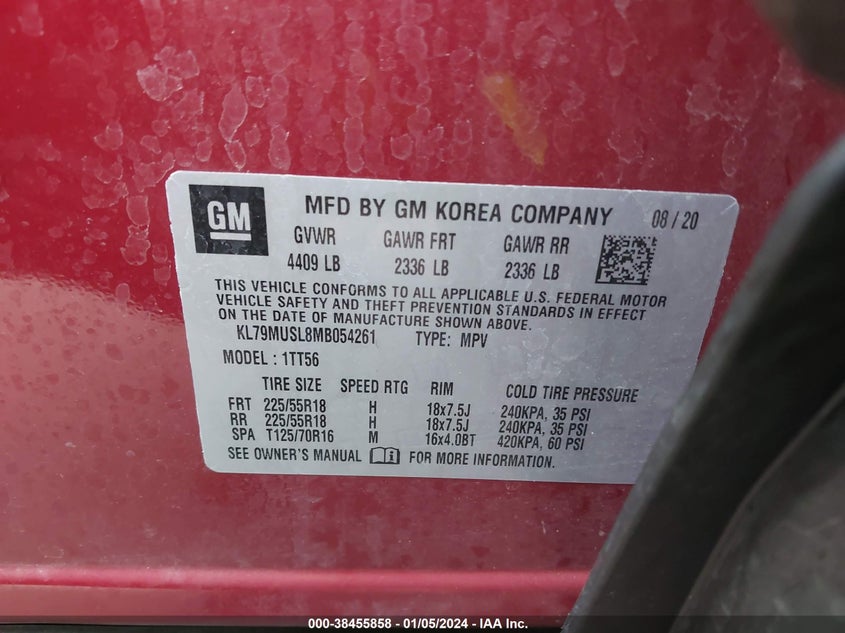 GM
MFD BY GM KOREA COMPANY 08 / 20
GVWR GAWR FRT GAWR RR
4409 LB 2336 LB 2336 LB
THIS VEHICLE CONFORMS TO ALL APPLICABLE U.S. FEDERAL MOTOR
VEHICLE SAFETY AND THEFT PREVENTION STANDARDS IN EFFECT
ON THE DATE OF MANUFACTURE SHOWN ABOVE.
KL79MUSL8MB054261 TYPE: MPV
MODEL : 1TT56
TIRE SIZE SPEED RTG RIM COLD TIRE PRESSURE
FRT 225/55R18 H 18x7.5J 240KPA, 35 PSI
RR 225/55R18 H 18x7.5J 240KPA, 35 PSI
SPA T125/70R16 M 16x4.0BT 420KPA, 60 PSI
SEE OWNER'S MANUAL FOR MORE INFORMATION.
000-38455858 - 01/05/2024 - IAA Inc.